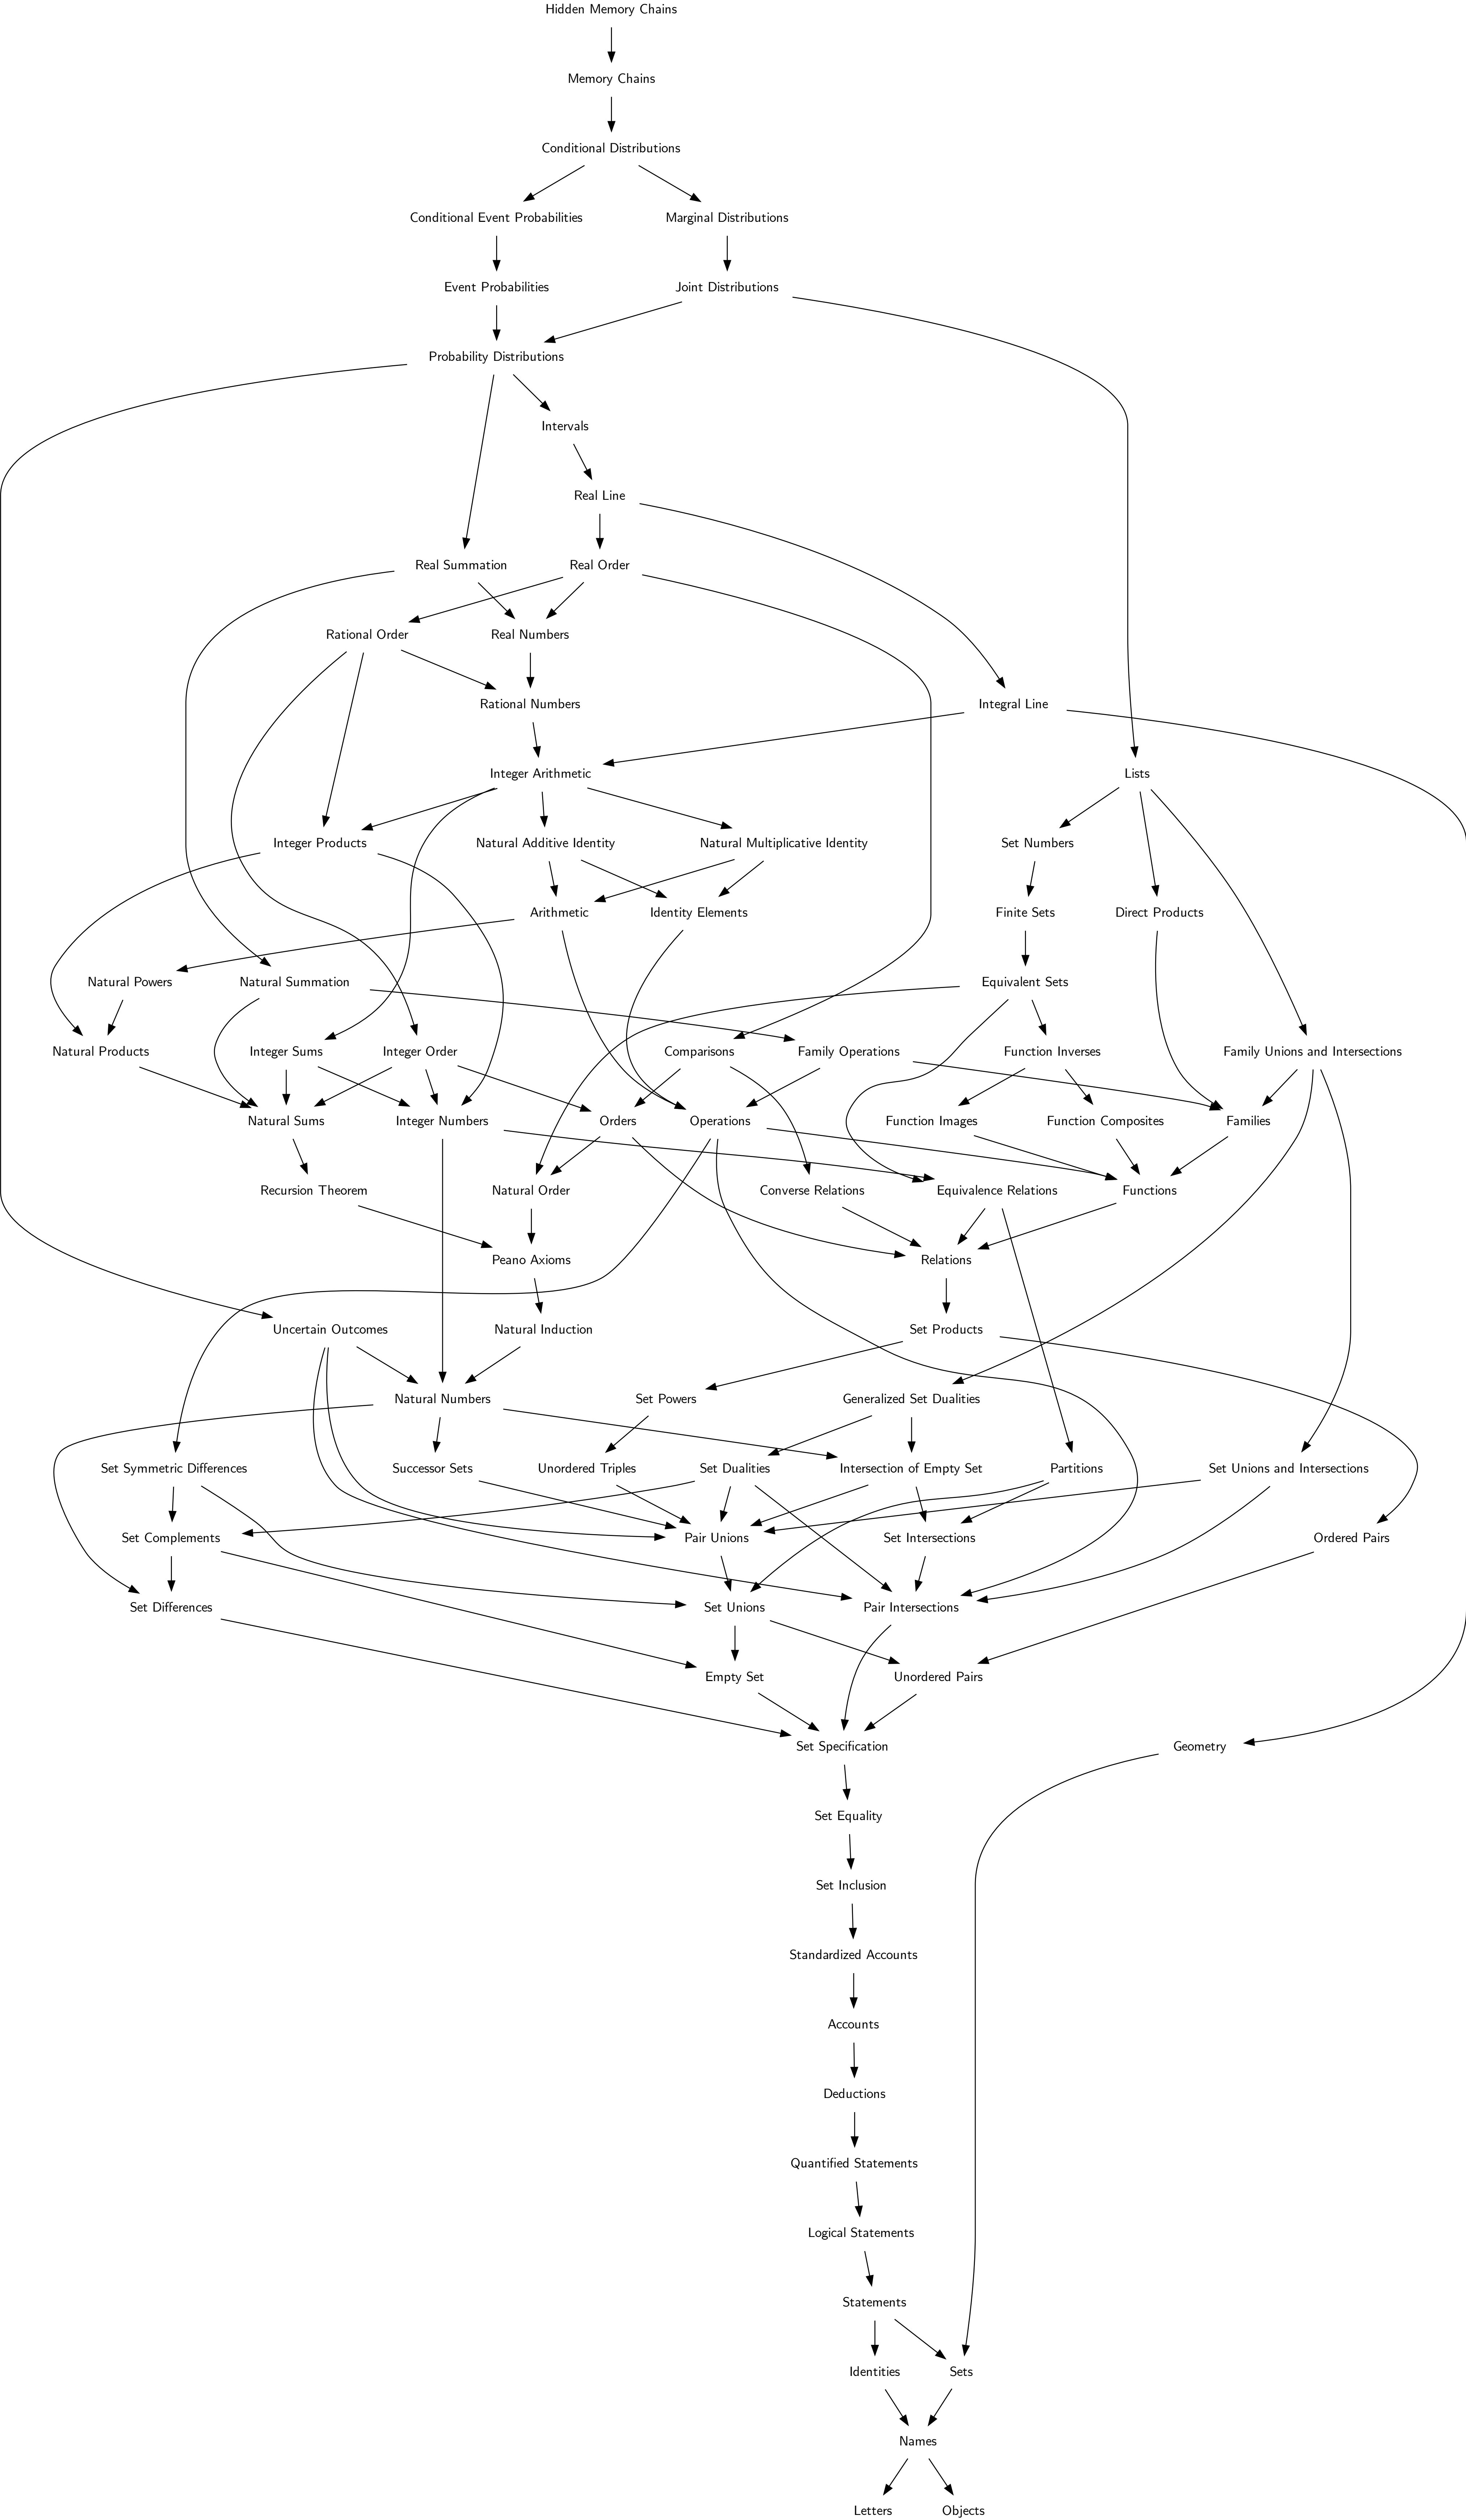 Hidden Memory Chains
Memory Chains
Conditional Distributions
Conditional Event Probabilities
Marginal Distributions
Event Probabilities
Joint Distributions
Probability Distributions
Intervals
Real Line
Real Summation
Real Order
Rational Order
Real Numbers
Rational Numbers
Integral Line
Integer Arithmetic
Lists
Integer Products
Natural Additive Identity
Natural Multiplicative Identity
Set Numbers
Arithmetic
Identity Elements
Finite Sets
Direct Products
Natural Powers
Natural Summation
Equivalent Sets
Natural Products
Integer Sums
Integer Order
Comparisons
Family Operations
Function Inverses
Family Unions and Intersections
Natural Sums
Integer Numbers
Orders
Operations
Function Images
Function Composites
Families
Recursion Theorem
Natural Order
Converse Relations
Equivalence Relations
Functions
Peano Axioms
Relations
Uncertain Outcomes
Natural Induction
Set Products
Natural Numbers
Set Powers
Generalized Set Dualities
Set Symmetric Differences
Successor Sets
Unordered Triples
Set Dualities
Intersection of Empty Set
Partitions
Set Unions and Intersections
Set Complements
Pair Unions
Set Intersections
Ordered Pairs
Set Differences
Set Unions
Pair Intersections
Empty Set
Unordered Pairs
Set Specification
Geometry
Set Equality
Set Inclusion
Standardized Accounts
Accounts
Deductions
Quantified Statements
Logical Statements
Statements
Identities
Sets
Names
Letters
Objects